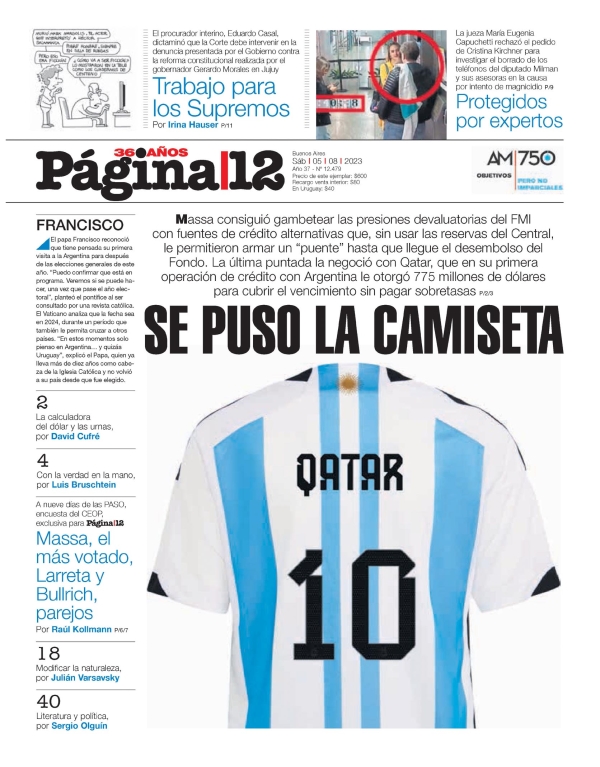 El procurador interino, Eduardo Casal,
dictaminó que la Corte debe intervenir en la
denuncia presentada por el Gobierno contra
la reforma constitucional realizada por el
gobernador Gerardo Morales en Jujuy
Trabajo para
los Supremos
Por Irina Hauser P/11
La jueza María Eugenia
Capuchetti rechazó el pedido
de Cristina Kirchner para
investigar el borrado de los
teléfonos del diputado Milman
y sus asesoras en la causa
por intento de magnicidio P/9
Protegidos
por expertos
36 AÑOS
Página|12
Buenos Aires
Sáb | 05 | 08 | 2023
Año 37 - Nº 12.479
Precio de este ejemplar: $600
Recargo venta interior: $80
En Uruguay: $40
AM|750
OBJETIVOS
PERO NO
IMPARCIALES
FRANCISCO
El papa Francisco reconoció
que tiene pensada su primera
visita a la Argentina para después
de las elecciones generales de este
año. "Puedo confirmar que está en
programa. Veremos si se puede ha-
cer, una vez que pase el año elec-
toral", planteó el pontífice al ser
consultado por una revista católica.
El Vaticano analiza que la fecha sea
en 2024, durante un período que
también le permita cruzar a otros
países. "En estos momentos solo
pienso en Argentina... y quizás
Uruguay", explicó el Papa, quien ya
lleva más de diez años como cabe-
za de la Iglesia Católica y no volvió
a su país desde que fue elegido.
2
La calculadora
del dólar y las urnas,
por David Cufré
4
Con la verdad en la mano,
por Luis Bruschtein
A nueve días de las PASO,
encuesta del CEOP,
exclusiva para Página|12
Massa, el
más votado,
Larreta y
Bullrich,
parejos
Por Raúl Kollmann P/6/7
18
Modificar la naturaleza,
por Julián Varsavsky
40
Literatura y política,
por Sergio Olguín
Massa consiguió gambetear las presiones devaluatorias del FMI
con fuentes de crédito alternativas que, sin usar las reservas del Central,
le permitieron armar un "puente" hasta que llegue el desembolso del
Fondo. La última puntada la negoció con Qatar, que en su primera
operación de crédito con Argentina le otorgó 775 millones de dólares
para cubrir el vencimiento sin pagar sobretasas P/2/3
SE PUSO LA CAMISETA
QATAR
10